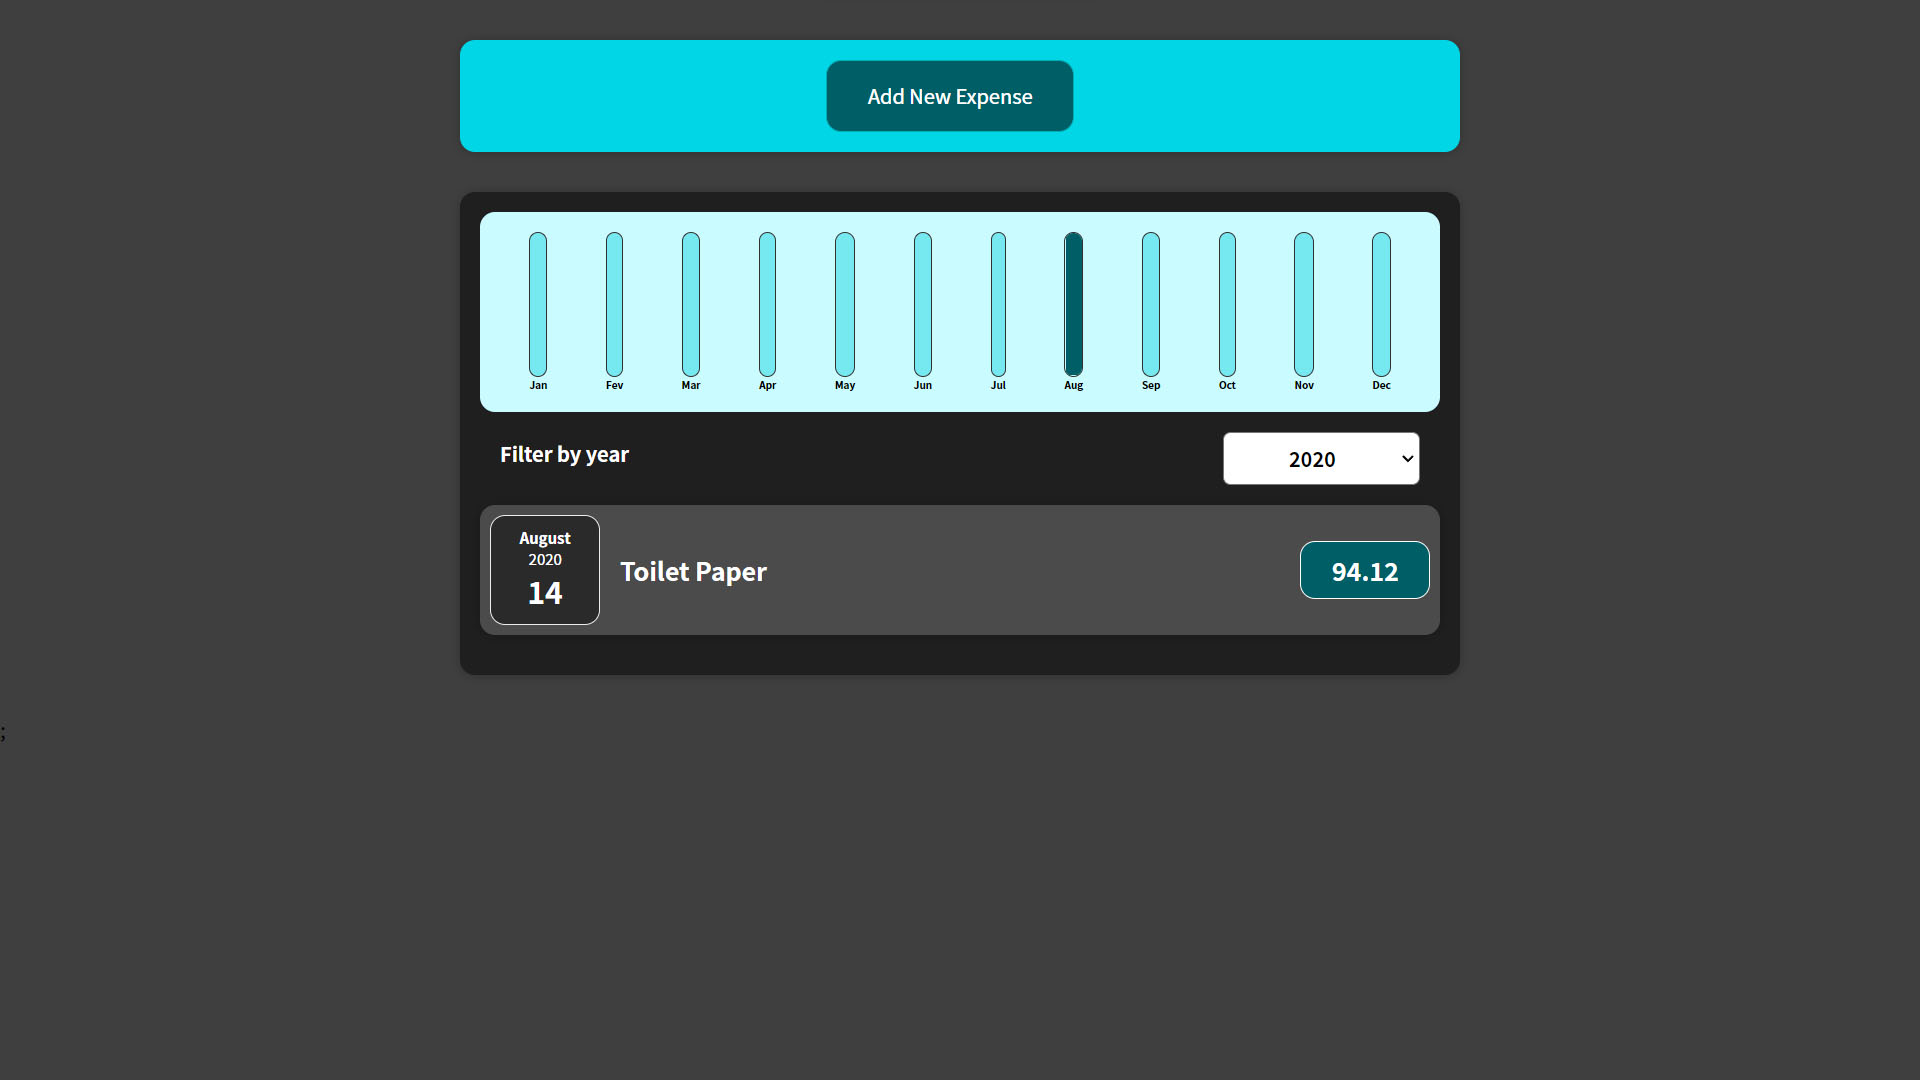 Add New Expense
Jan Fev Mar Apr May Jun Jul Aug Sep Oct Nov Dec
Filter by year
2020
August
2020
14
Toilet Paper
94.12
;